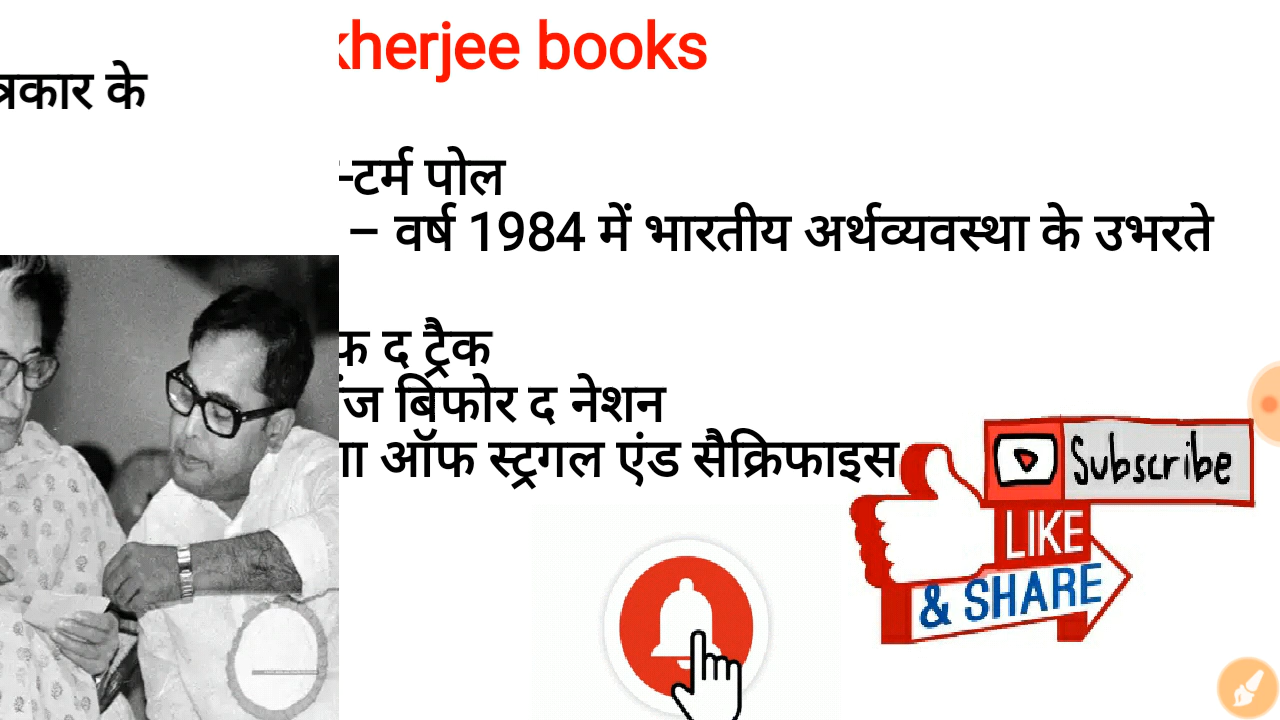 kherjee books
त्रकार के
-टर्म पोल
– वर्ष 1984 में भारतीय अर्थव्यवस्था के उभरते
फ द ट्रैक
बिफोर द नेशन
ऑफ स्ट्रगल एंड सैक्रिफाइस
Subscribe
LIKE
& SHARE